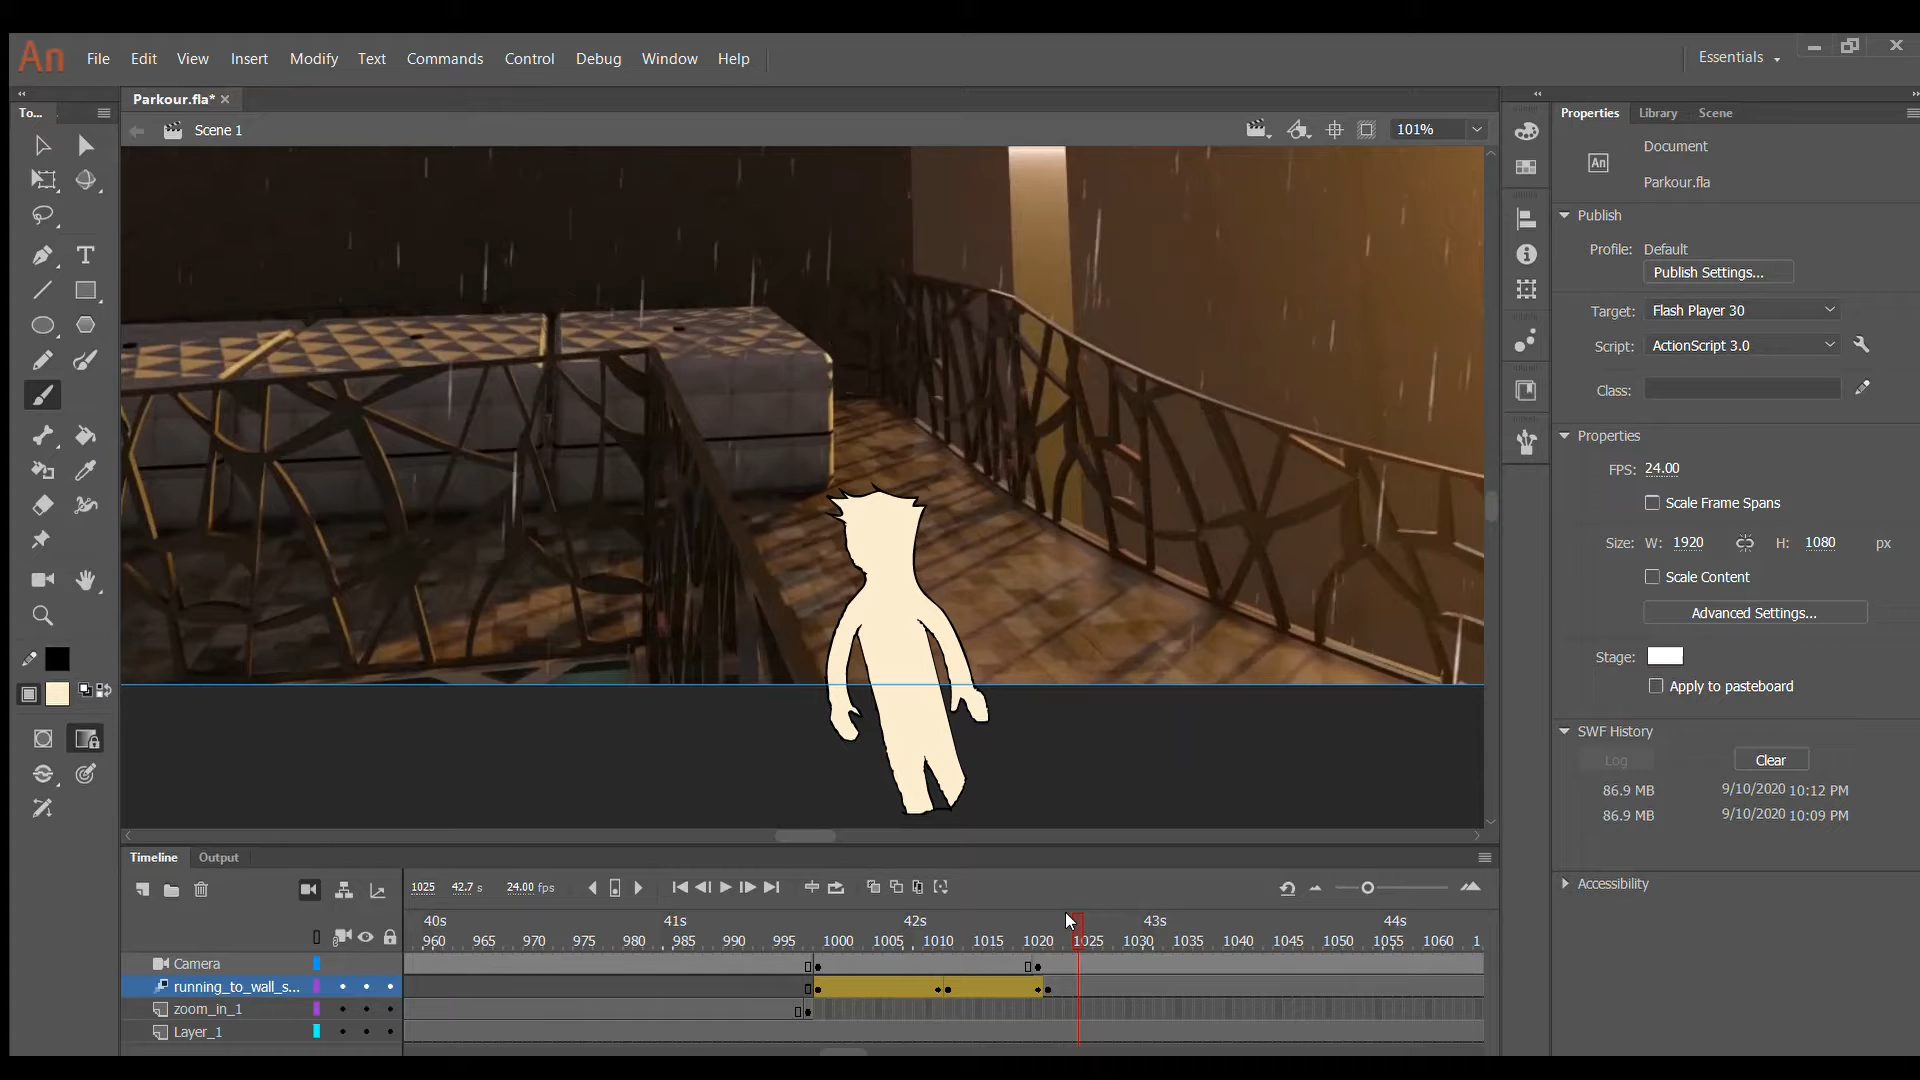 An File Edit View Insert Modify Text Commands Control Debug Window Help Essentials
To... Parkour.fla* Properties Library Scene
Scene 1 101%
Document
An
Parkour.fla
Publish
Profile: Default
Publish Settings...
Target: Flash Player 30
Script: ActionScript 3.0
Class:
Properties
FPS: 24.00
Scale Frame Spans
Size: W: 1920 H: 1080 px
Scale Content
Advanced Settings...
Stage:
Apply to pasteboard
SWF History
Log Clear
86.9 MB 9/10/2020 10:12 PM
86.9 MB 9/10/2020 10:09 PM
Accessibility
T
Timeline Output
1025 42.7 s 24.00 fps
40s 41s 42s 43s 44s
960 965 970 975 980 985 990 995 1000 1005 1010 1015 1020 1025 1030 1035 1040 1045 1050 1055 1060 1
Camera
running_to_wall_s...
zoom_in_1
Layer_1